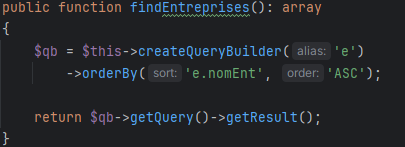 public function findEntreprises(): array
{
    $qb = $this->createQueryBuilder( alias: 'e')
        ->orderBy( sort: 'e.nomEnt', order: 'ASC');

    return $qb->getQuery()->getResult();
}